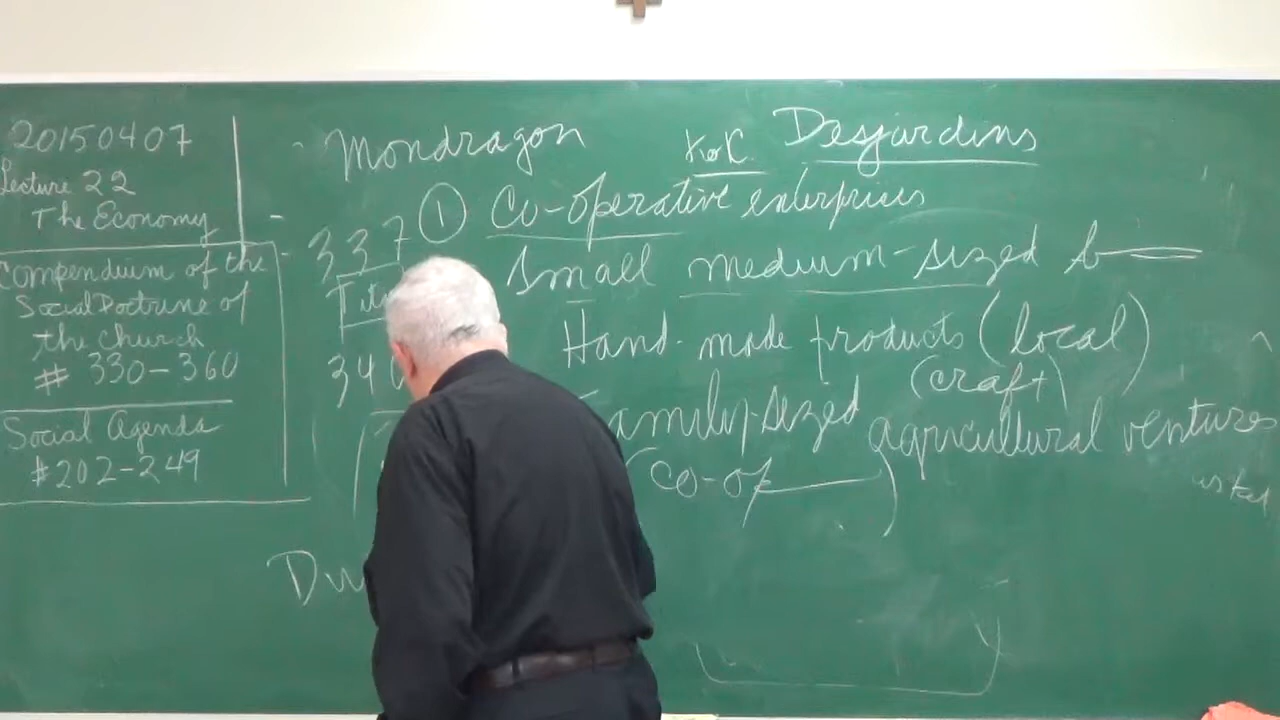 20150407
Lecture 22
The Economy
Compendium of the
Social Doctrine of
the Church
# 330-360
Social Agenda
#202-249
- Mondragon
K of C. Desjardins
337 ① Co-operative enterprises
Small medium-sized b
Hand-made products (local)
(craft)
340
amily-sized agricultural ventures
(co-op )